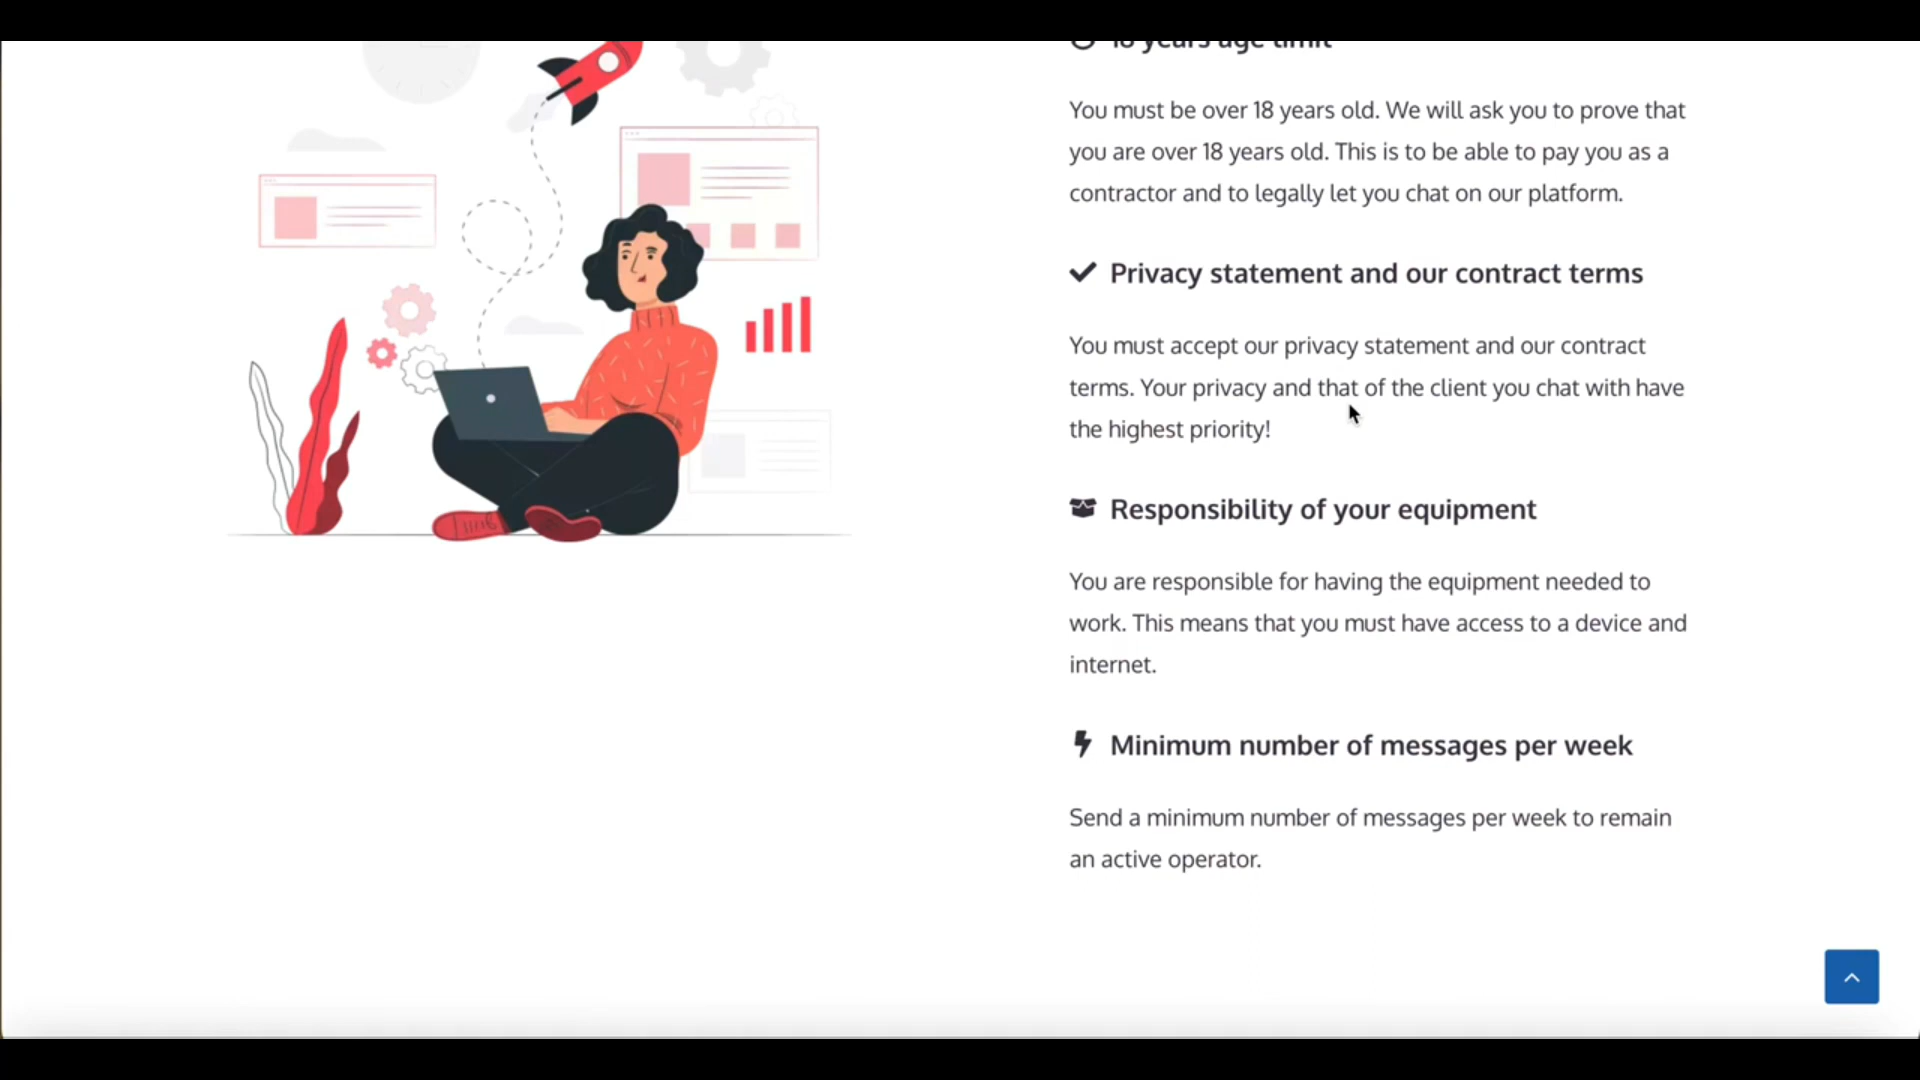 18 years age limit
You must be over 18 years old. We will ask you to prove that
you are over 18 years old. This is to be able to pay you as a
contractor and to legally let you chat on our platform.
Privacy statement and our contract terms
You must accept our privacy statement and our contract
terms. Your privacy and that of the client you chat with have
the highest priority!
Responsibility of your equipment
You are responsible for having the equipment needed to
work. This means that you must have access to a device and
internet.
Minimum number of messages per week
Send a minimum number of messages per week to remain
an active operator.